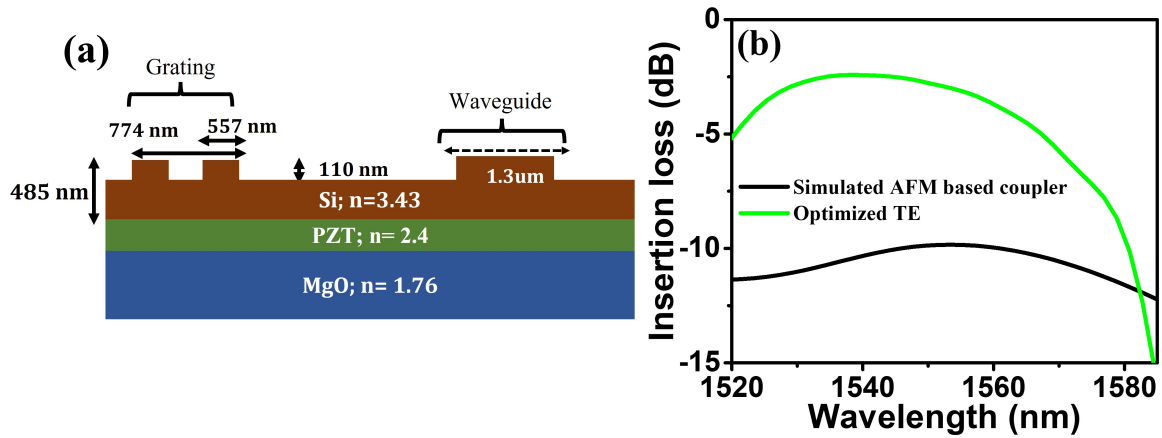 (a)
Grating
774 nm
557 nm
Waveguide
485 nm
110 nm
1.3um
Si; n=3.43
PZT; n= 2.4
MgO; n= 1.76
(b)
Insertion loss (dB)
0
-5
-10
-15
Simulated AFM based coupler
Optimized TE
1520
1540
1560
1580
Wavelength (nm)